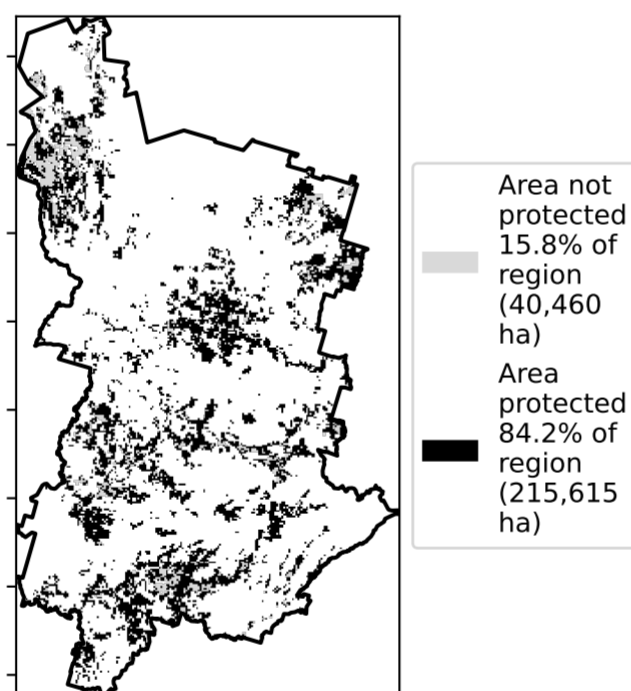 Area not
protected
15.8% of
region
(40,460
ha)
Area
protected
84.2% of
region
(215,615
ha)